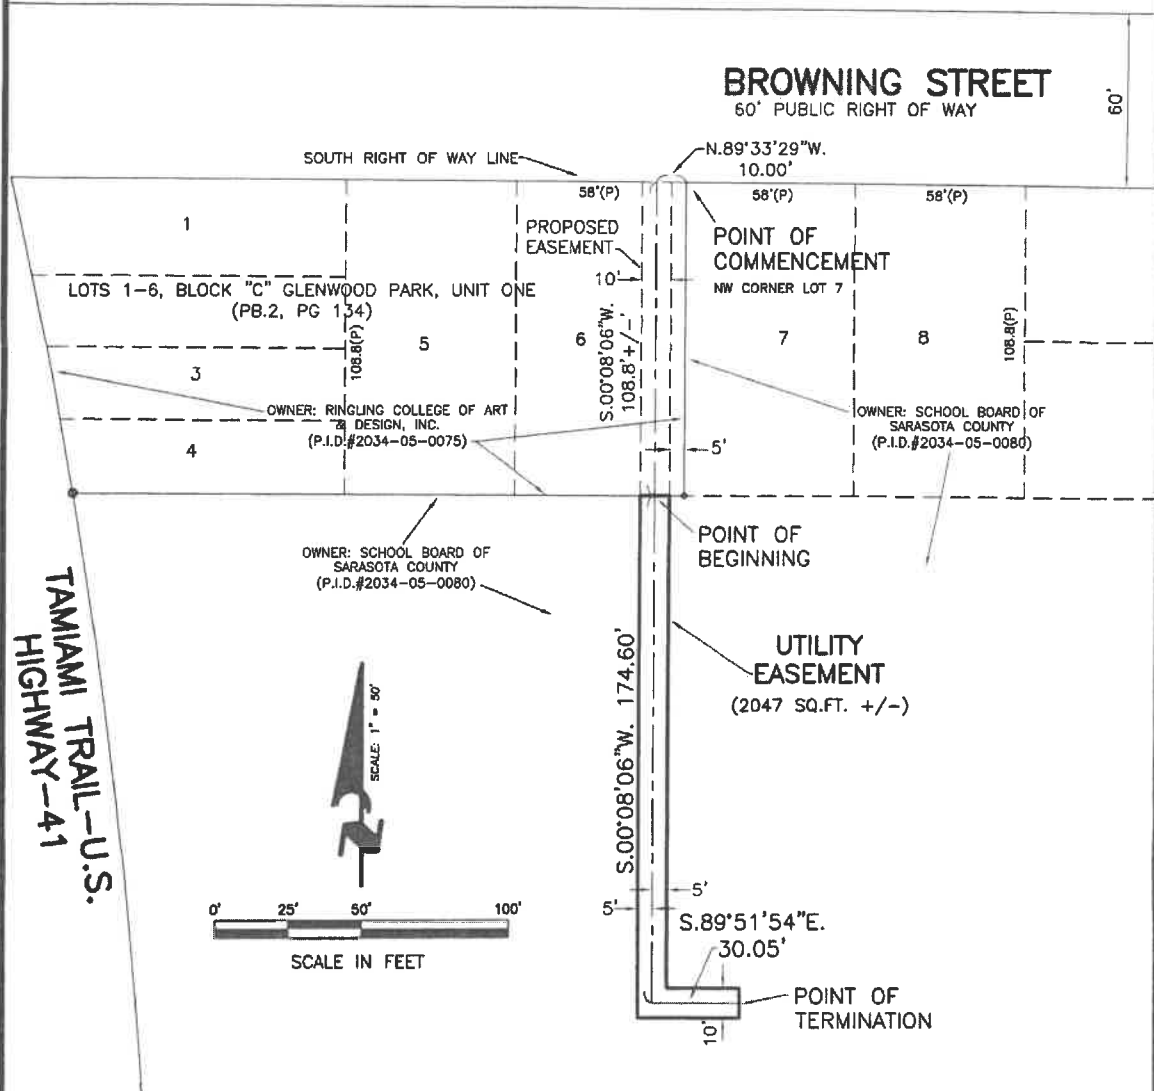 BROWNING STREET
60' PUBLIC RIGHT OF WAY
60'
SOUTH RIGHT OF WAY LINE
N.89°33'29"W.
10.00'
58'(P)
58'(P)
58'(P)
1
PROPOSED
EASEMENT
POINT OF
COMMENCEMENT
NW CORNER LOT 7
10'
LOTS 1-6, BLOCK "C" GLENWOOD PARK, UNIT ONE
(PB.2, PG 134)
108.8(P)
5
6
S.00°08'06"W.
108.8'+/-
7
8
108.8(P)
3
OWNER: RINGLING COLLEGE OF ART
& DESIGN, INC.
(P.I.D.#2034-05-0075)
OWNER: SCHOOL BOARD OF
SARASOTA COUNTY
(P.I.D.#2034-05-0080)
4
5'
POINT OF
BEGINNING
OWNER: SCHOOL BOARD OF
SARASOTA COUNTY
(P.I.D.#2034-05-0080)
TAMIAMI TRAIL-U.S.
HIGHWAY-41
S.00°08'06"W. 174.60'
UTILITY
EASEMENT
(2047 SQ.FT. +/-)
SCALE: 1" = 50'
N
0' 25' 50' 100'
SCALE IN FEET
5'
5'
S.89°51'54"E.
30.05'
POINT OF
TERMINATION
10'